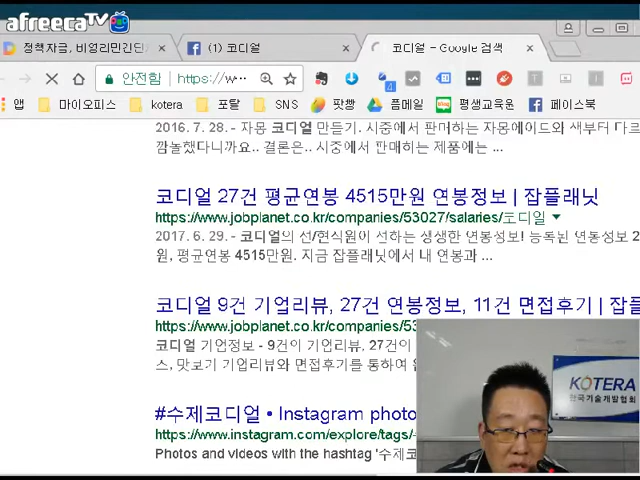 afreecaTV
정책자금, 비영리민간단
(1) 코디얼
코디얼 - Google 검색
안전함 | https://w
앱 마이오피스 kotera 포탈 SNS 팟빵 플메일 평생교육원 페이스북
2016. 7. 28. - 자몽 코디얼 만들기. 시중에서 판매하는 자몽에이드와 색부터 다르
깜놀했다니까요.. 결론은.. 시중에서 판매히는 제품에는 ...
코디얼 27건 평균연봉 4515만원 연봉정보 | 잡플래닛
https://www.jobplanet.co.kr/companies/53027/salaries/코디얼
2017. 6. 29. - 코디얼의 전/현직원이 전하는 생생한 연봉정보! 등록된 연봉정보 2
원, 평균연봉 4515만원. 지금 잡플래닛에서 내 연봉과 ...
코디얼 9건 기업리뷰, 27건 연봉정보, 11건 면접후기 | 잡플
https://www.jobplanet.co.kr/companies/53
코디얼 기업정보 - 9건이 기업리뷰, 27건이
스, 맛보기 기업리뷰와 면접후기를 통하여
#수제코디얼 • Instagram photo
https://www.instagram.com/explore/tags/
Photos and videos with the hashtag '수제코
KOTERA
한국기술개발협회